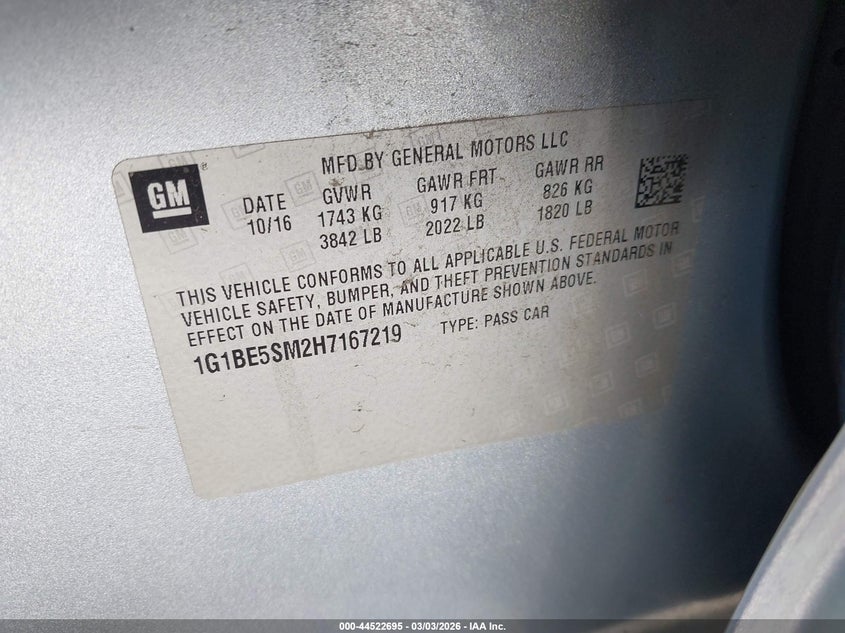 MFD BY GENERAL MOTORS LLC
GM
DATE GVWR GAWR FRT GAWR RR
10/16 1743 KG 917 KG 826 KG
3842 LB 2022 LB 1820 LB
THIS VEHICLE CONFORMS TO ALL APPLICABLE U.S. FEDERAL MOTOR
VEHICLE SAFETY, BUMPER, AND THEFT PREVENTION STANDARDS IN
EFFECT ON THE DATE OF MANUFACTURE SHOWN ABOVE.
1G1BE5SM2H7167219 TYPE: PASS CAR
000-44522695 - 03/03/2026 - IAA Inc.